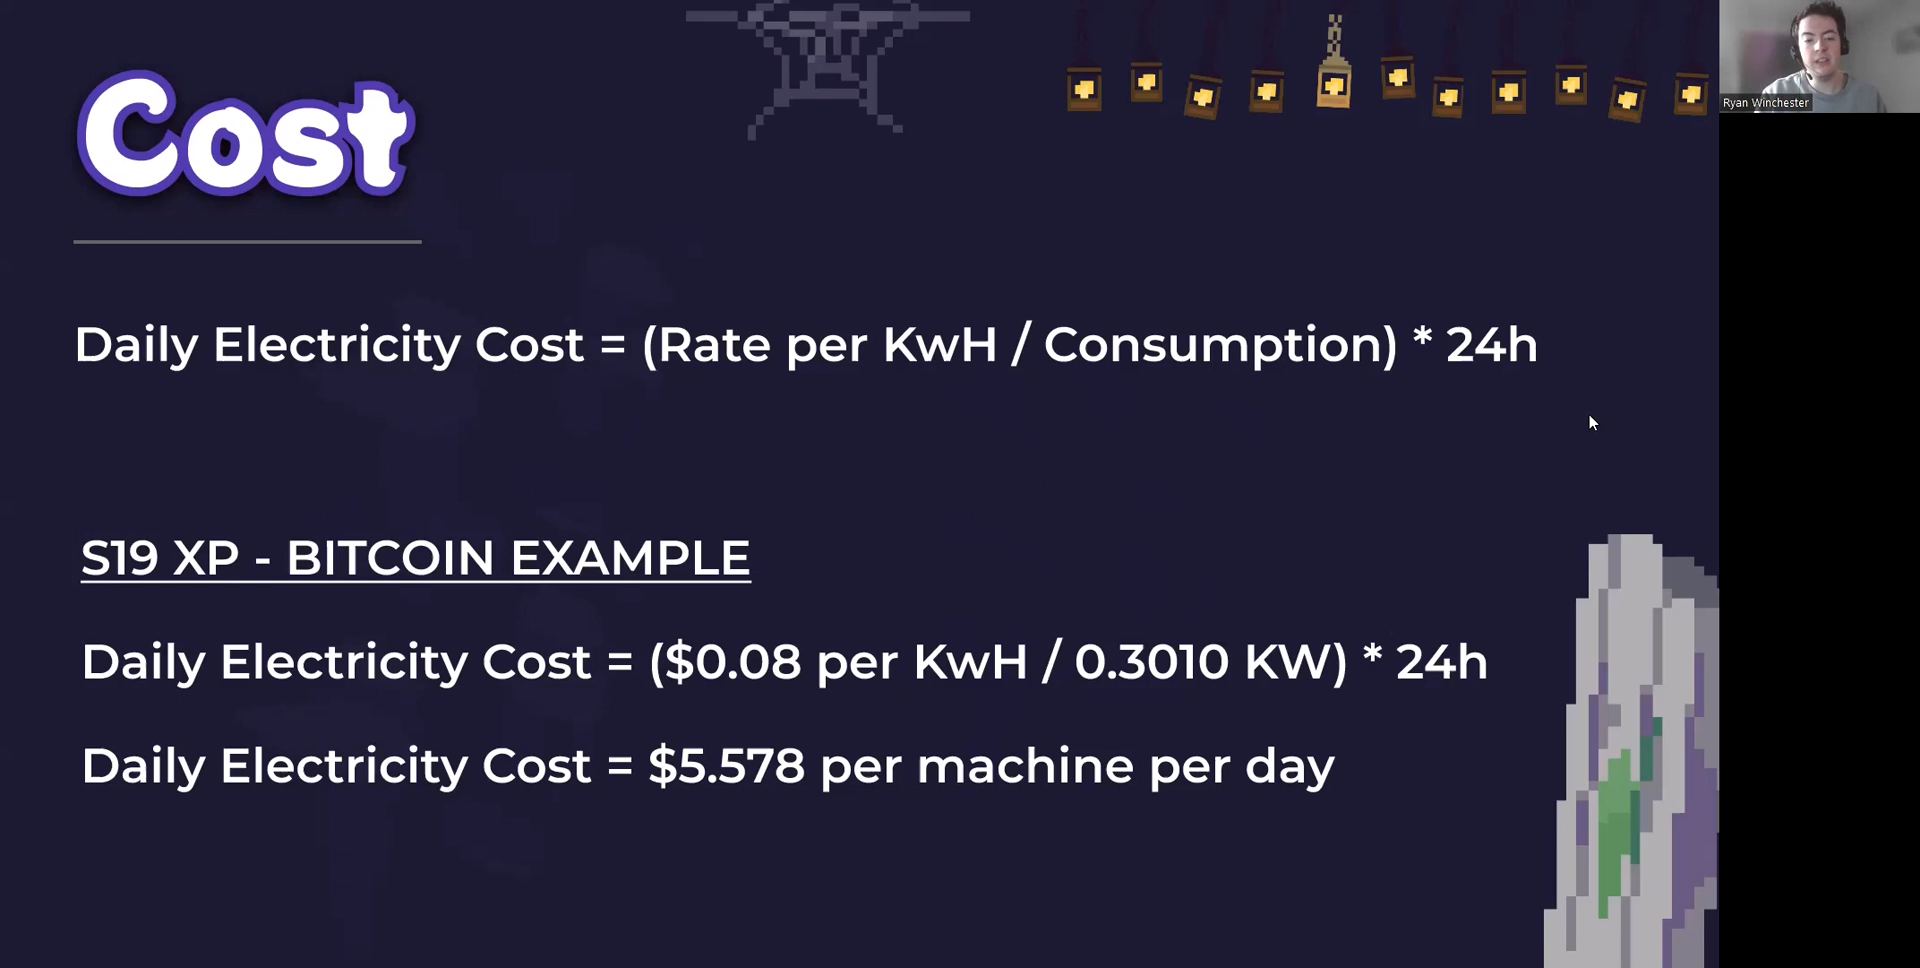 Cost
Ryan Winchester
Daily Electricity Cost = (Rate per KwH / Consumption) * 24h
S19 XP - BITCOIN EXAMPLE
Daily Electricity Cost = ($0.08 per KwH / 0.3010 KW) * 24h
Daily Electricity Cost = $5.578 per machine per day